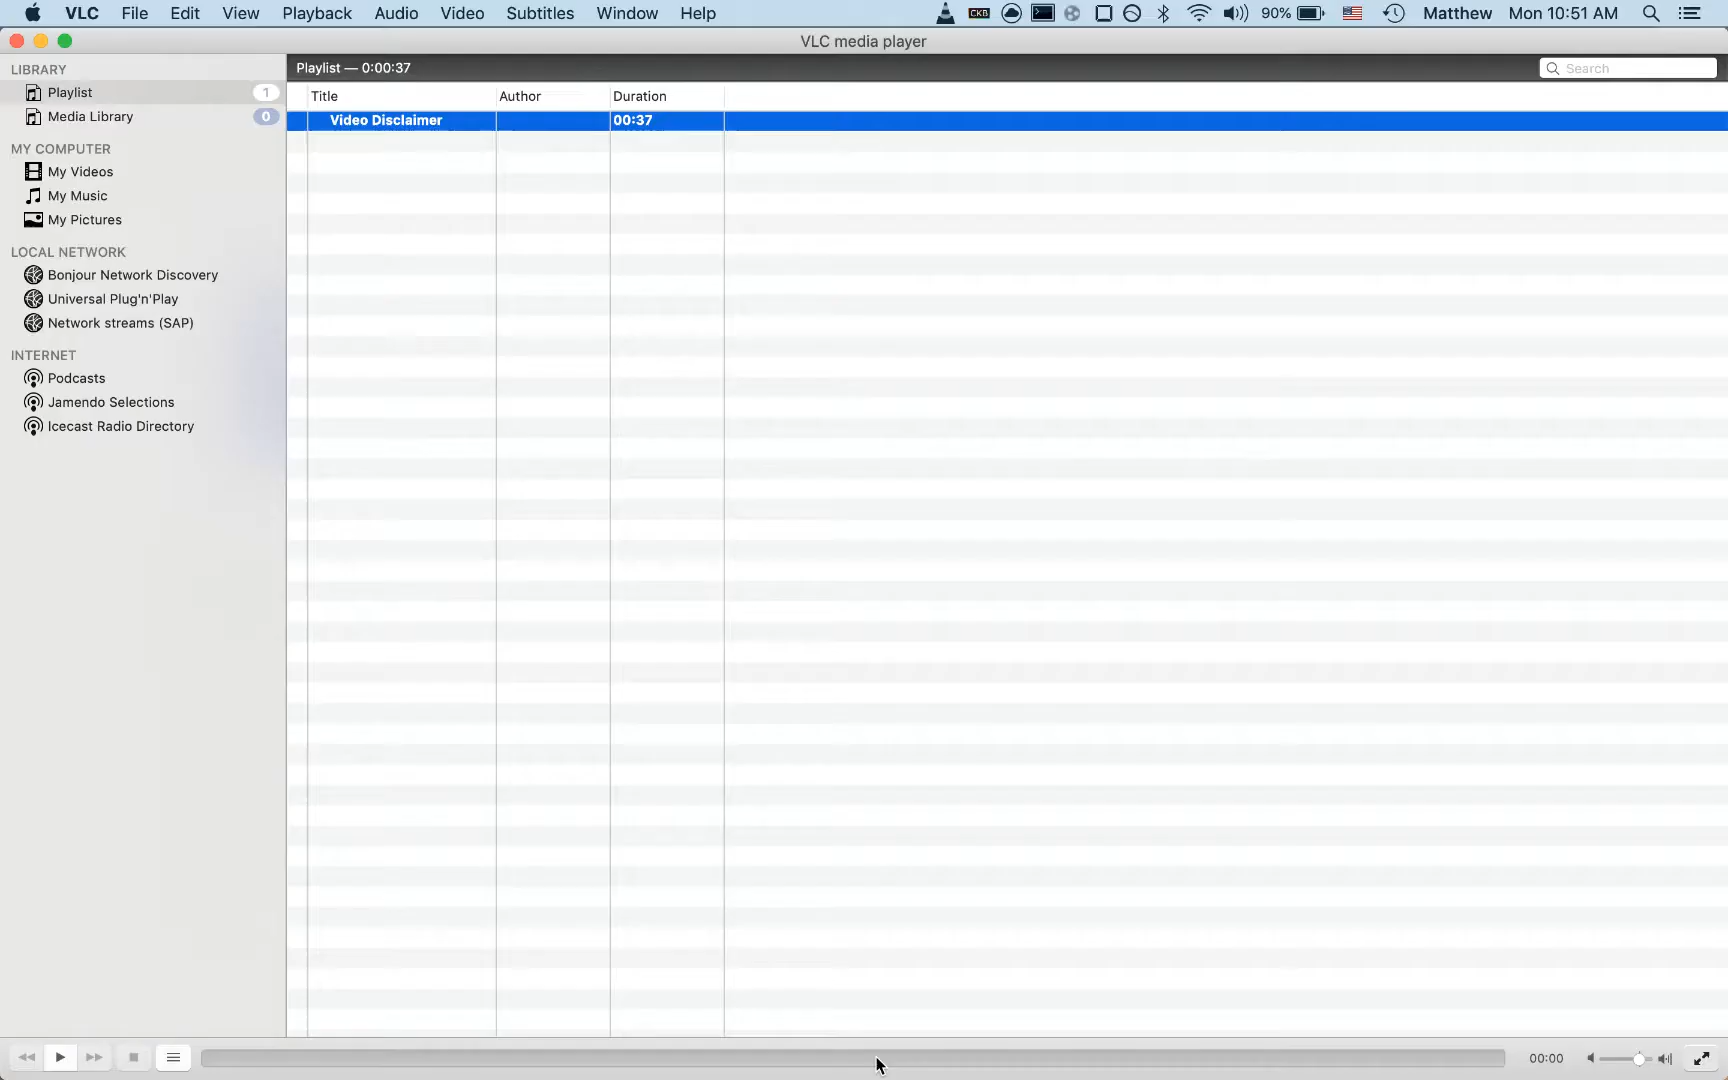 VLC File Edit View Playback Audio Video Subtitles Window Help CKB 90% Matthew Mon 10:51 AM
VLC media player
LIBRARY
Playlist 1
Media Library 0
MY COMPUTER
My Videos
My Music
My Pictures
LOCAL NETWORK
Bonjour Network Discovery
Universal Plug'n'Play
Network streams (SAP)
INTERNET
Podcasts
Jamendo Selections
Icecast Radio Directory
Playlist — 0:00:37
Search
Title Author Duration
Video Disclaimer 00:37
00:00